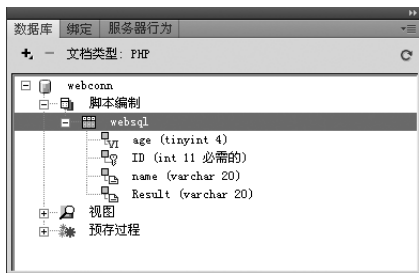 数据库 绑定 服务器行为
+ - 文档类型: PHP
webconn
脚本编制
websql
age (tinyint 4)
ID (int 11 必需的)
name (varchar 20)
Result (varchar 20)
视图
预存过程